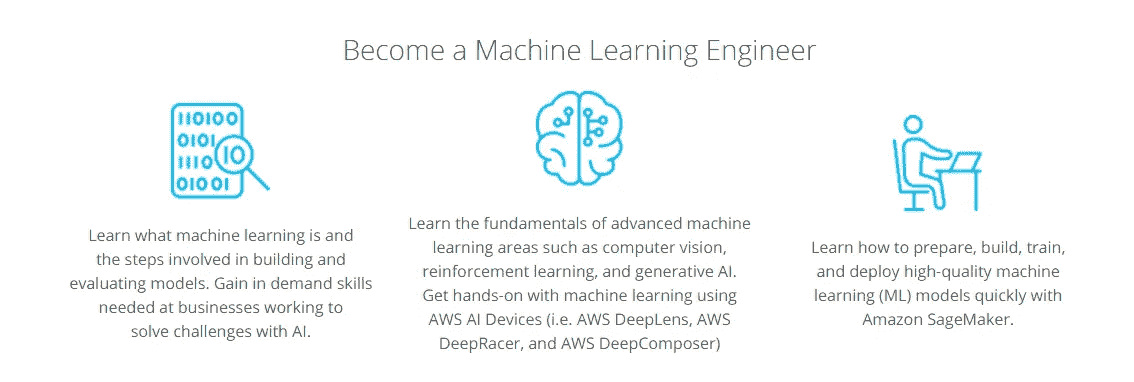 Become a Machine Learning Engineer
110100
0101
1110
10
01001
Learn what machine learning is and
the steps involved in building and
evaluating models. Gain in demand skills
needed at businesses working to
solve challenges with AI.
Learn the fundamentals of advanced machine
learning areas such as computer vision,
reinforcement learning, and generative AI.
Get hands-on with machine learning using
AWS AI Devices (i.e. AWS DeepLens, AWS
DeepRacer, and AWS DeepComposer)
Learn how to prepare, build, train,
and deploy high-quality machine
learning (ML) models quickly with
Amazon SageMaker.